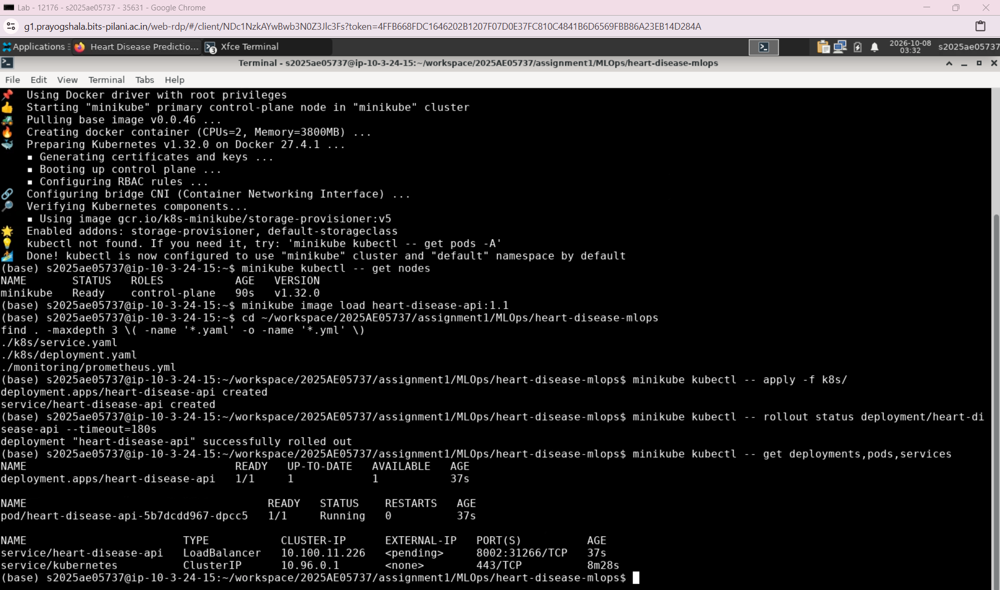 Lab - 12176 - s2025ae05737 - 35631 - Google Chrome
g1.prayogshala.bits-pilani.ac.in/web-rdp/#/client/NDc1NzkAYwBwb3N0Z3Jlc3Fs?token=4FFB668FDC1646202B1207F07D0E37FC810C4841B6D6569FBB86A23EB14D284A
Applications Heart Disease Predictio... 3 Xfce Terminal 2026-10-08 03:32 s2025ae05737
Terminal - s2025ae05737@ip-10-3-24-15:~/workspace/2025AE05737/assignment1/MLOps/heart-disease-mlops
File Edit View Terminal Tabs Help
Using Docker driver with root privileges
Starting "minikube" primary control-plane node in "minikube" cluster
Pulling base image v0.0.46 ...
Creating docker container (CPUs=2, Memory=3800MB) ...
Preparing Kubernetes v1.32.0 on Docker 27.4.1 ...
▪ Generating certificates and keys ...
▪ Booting up control plane ...
▪ Configuring RBAC rules ...
Configuring bridge CNI (Container Networking Interface) ...
Verifying Kubernetes components...
▪ Using image gcr.io/k8s-minikube/storage-provisioner:v5
Enabled addons: storage-provisioner, default-storageclass
kubectl not found. If you need it, try: 'minikube kubectl -- get pods -A'
Done! kubectl is now configured to use "minikube" cluster and "default" namespace by default
(base) s2025ae05737@ip-10-3-24-15:~$ minikube kubectl -- get nodes
NAME STATUS ROLES AGE VERSION
minikube Ready control-plane 90s v1.32.0
(base) s2025ae05737@ip-10-3-24-15:~$ minikube image load heart-disease-api:1.1
(base) s2025ae05737@ip-10-3-24-15:~$ cd ~/workspace/2025AE05737/assignment1/MLOps/heart-disease-mlops
find . -maxdepth 3 \( -name '*.yaml' -o -name '*.yml' \)
./k8s/service.yaml
./k8s/deployment.yaml
./monitoring/prometheus.yml
(base) s2025ae05737@ip-10-3-24-15:~/workspace/2025AE05737/assignment1/MLOps/heart-disease-mlops$ minikube kubectl -- apply -f k8s/
deployment.apps/heart-disease-api created
service/heart-disease-api created
(base) s2025ae05737@ip-10-3-24-15:~/workspace/2025AE05737/assignment1/MLOps/heart-disease-mlops$ minikube kubectl -- rollout status deployment/heart-di
sease-api --timeout=180s
deployment "heart-disease-api" successfully rolled out
(base) s2025ae05737@ip-10-3-24-15:~/workspace/2025AE05737/assignment1/MLOps/heart-disease-mlops$ minikube kubectl -- get deployments,pods,services
NAME READY UP-TO-DATE AVAILABLE AGE
deployment.apps/heart-disease-api 1/1 1 1 37s
NAME READY STATUS RESTARTS AGE
pod/heart-disease-api-5b7dcdd967-dpcc5 1/1 Running 0 37s
NAME TYPE CLUSTER-IP EXTERNAL-IP PORT(S) AGE
service/heart-disease-api LoadBalancer 10.100.11.226 <pending> 8002:31266/TCP 37s
service/kubernetes ClusterIP 10.96.0.1 <none> 443/TCP 8m28s
(base) s2025ae05737@ip-10-3-24-15:~/workspace/2025AE05737/assignment1/MLOps/heart-disease-mlops$